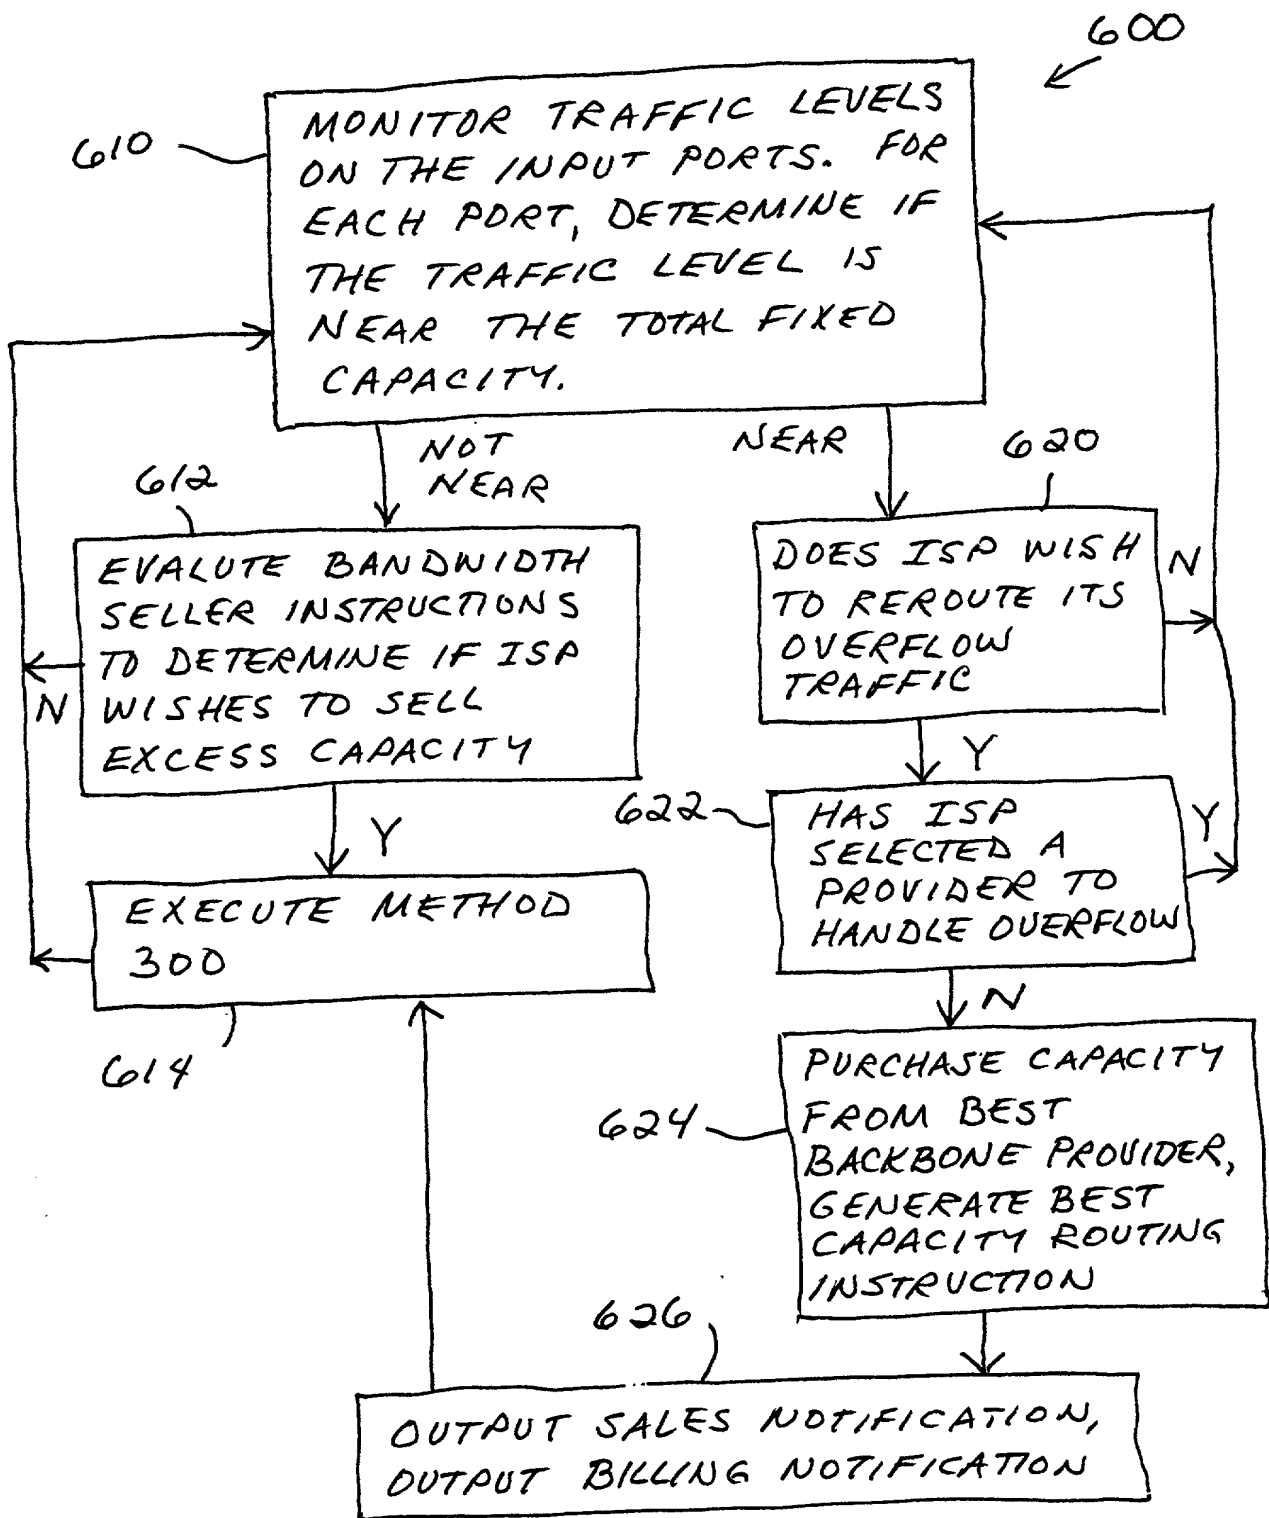 600
610
MONITOR TRAFFIC LEVELS
ON THE INPUT PORTS. FOR
EACH PORT, DETERMINE IF
THE TRAFFIC LEVEL IS
NEAR THE TOTAL FIXED
CAPACITY.
NOT
NEAR
NEAR
612
EVALUTE BANDWIDTH
SELLER INSTRUCTIONS
TO DETERMINE IF ISP
WISHES TO SELL
EXCESS CAPACITY
N
Y
EXECUTE METHOD
300
614
620
DOES ISP WISH
TO REROUTE ITS
OVERFLOW
TRAFFIC
N
Y
622
HAS ISP
SELECTED A
PROVIDER TO
HANDLE OVERFLOW
Y
N
624
PURCHASE CAPACITY
FROM BEST
BACKBONE PROVIDER,
GENERATE BEST
CAPACITY ROUTING
INSTRUCTION
626
OUTPUT SALES NOTIFICATION,
OUTPUT BILLING NOTIFICATION